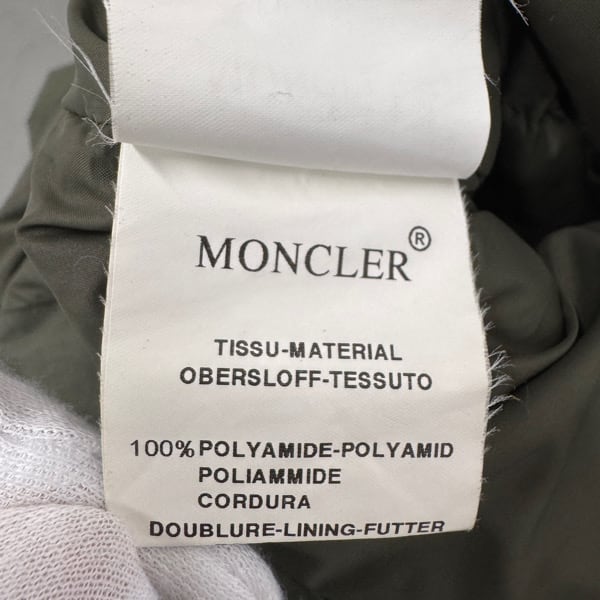 MONCLER®
TISSU-MATERIAL
OBERSLOFF-TESSUTO
100% POLYAMIDE-POLYAMID
POLIAMMIDE
CORDURA
DOUBLURE-LINING-FUTTER